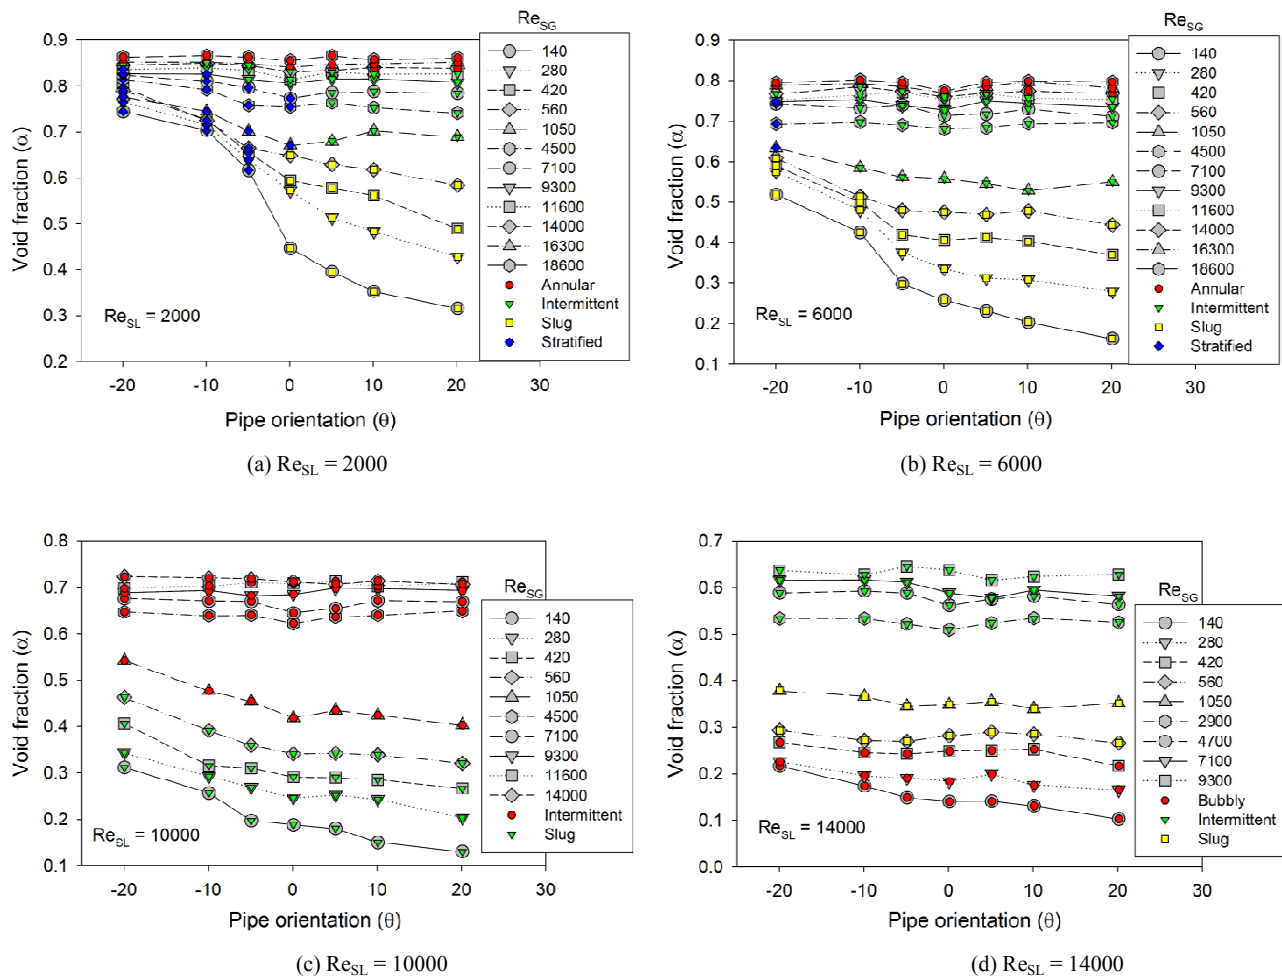 Re_SG
0.9
0.8
0.7
0.6
0.5
0.4
0.3
0.2
Void fraction (α)
140
280
420
560
1050
4500
7100
9300
11600
14000
16300
18600
Annular
Intermittent
Slug
Stratified
Re_SL = 2000
-20 -10 0 10 20 30
Pipe orientation (θ)
(a) Re_SL = 2000
Re_SG
0.9
0.8
0.7
0.6
0.5
0.4
0.3
0.2
0.1
Void fraction (α)
140
280
420
560
1050
4500
7100
9300
11600
14000
16300
18600
Annular
Intermittent
Slug
Stratified
Re_SL = 6000
-20 -10 0 10 20 30
Pipe orientation (θ)
(b) Re_SL = 6000
0.8
0.7
0.6
0.5
0.4
0.3
0.2
0.1
Void fraction (α)
Re_SG
140
280
420
560
1050
4500
7100
9300
11600
14000
Intermittent
Slug
Re_SL = 10000
-20 -10 0 10 20 30
Pipe orientation (θ)
(c) Re_SL = 10000
0.7
0.6
0.5
0.4
0.3
0.2
0.1
0.0
Void fraction (α)
Re_SG
140
280
420
560
1050
2900
4700
7100
9300
Bubbly
Intermittent
Slug
Re_SL = 14000
-20 -10 0 10 20 30
Pipe orientation (θ)
(d) Re_SL = 14000